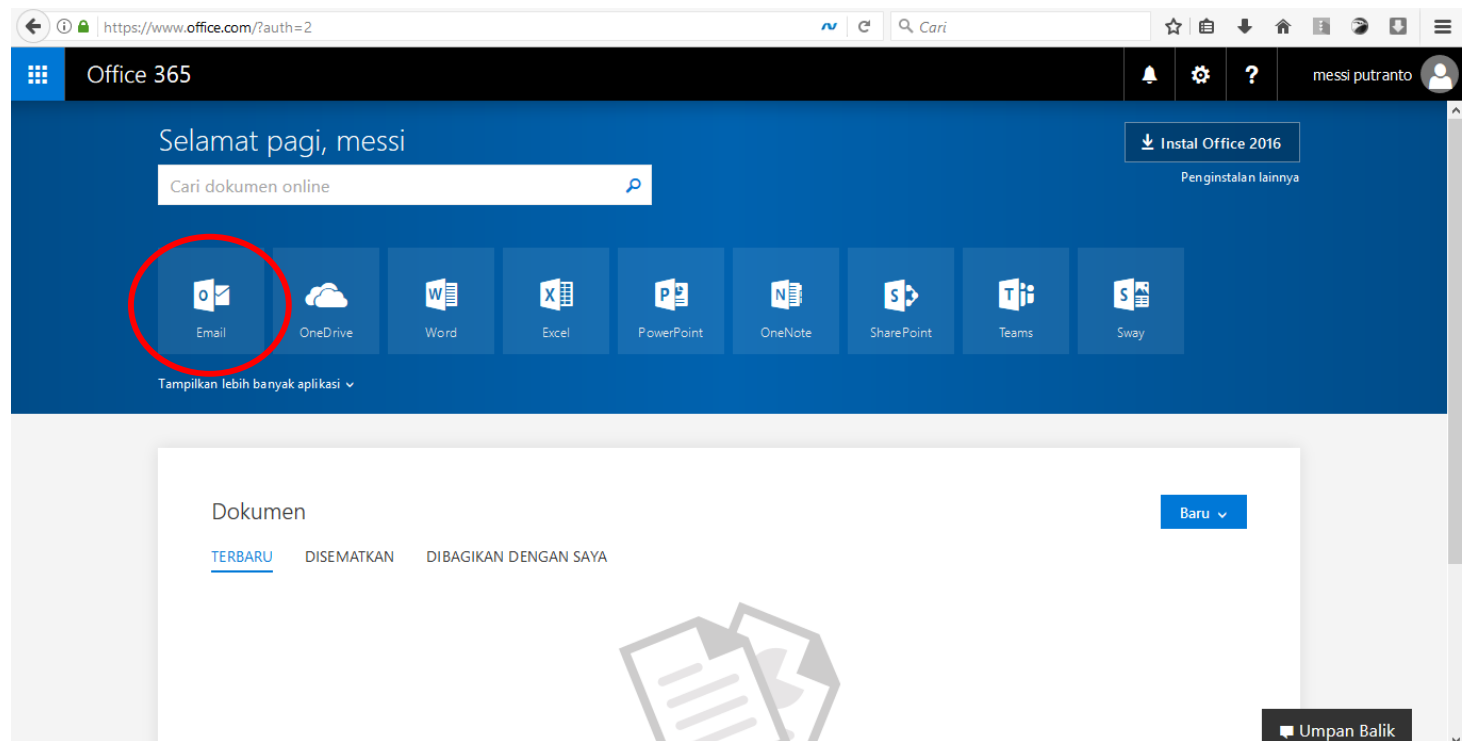 https://www.office.com/?auth=2
Cari
Office 365
?
messi putranto
Selamat pagi, messi
Instal Office 2016
Cari dokumen online
Penginstalan lainnya
Email
OneDrive
Word
Excel
PowerPoint
OneNote
SharePoint
Teams
Sway
Tampilkan lebih banyak aplikasi
Dokumen
Baru
TERBARU DISEMATKAN DIBAGIKAN DENGAN SAYA
Umpan Balik